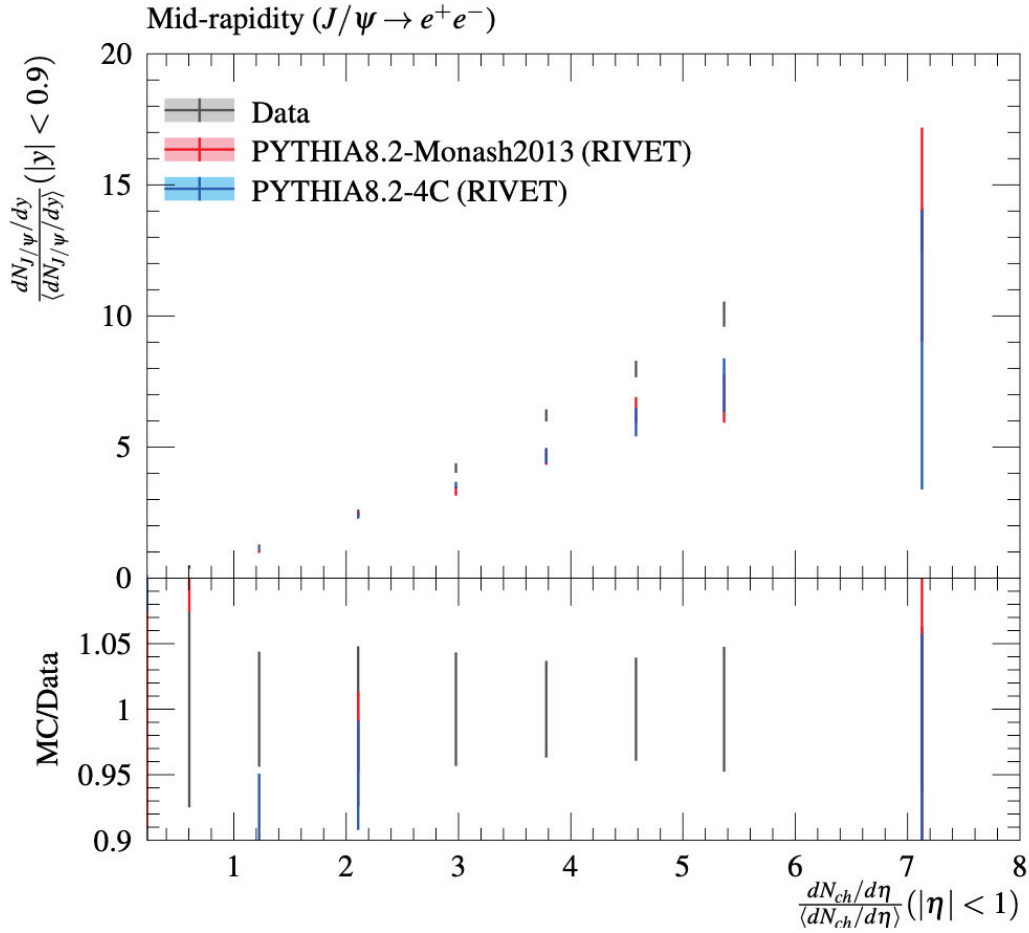 Mid-rapidity (J/ψ → e⁺e⁻)
dN_{J/ψ}/dy / ⟨dN_{J/ψ}/dy⟩ (|y| < 0.9)
20
15
10
5
0
Data
PYTHIA8.2-Monash2013 (RIVET)
PYTHIA8.2-4C (RIVET)
MC/Data
1.05
1
0.95
0.9
1 2 3 4 5 6 7 8
dN_{ch}/dη / ⟨dN_{ch}/dη⟩ (|η| < 1)